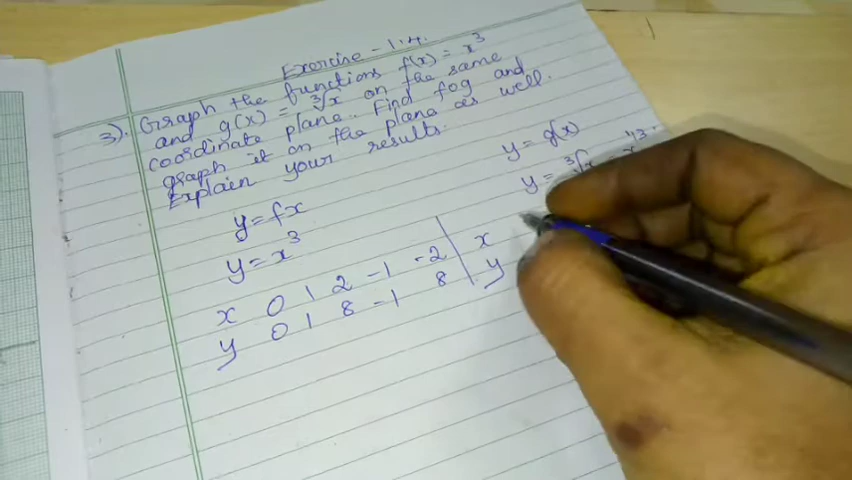 Exercise - 1.4.
3). Graph the functions f(x) = x³
and g(x) = ³√x on the same
coordinate plane. Find fog and
graph it on the plane as well.
Explain your results.
y = fx
y = x³
x 0 1 2 -1 -2
y 0 1 8 -1 8
y = g(x)
y = ³√x = x
x
y